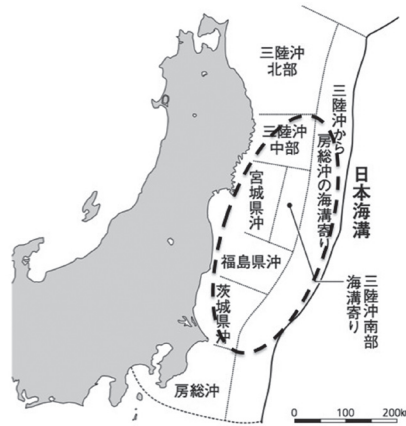 三陸沖
北部
三陸沖から
房総沖の海溝寄り
三陸沖
中部
日本海溝
宮城県沖
福島県沖
三陸沖南部
海溝寄り
茨城県沖
房総沖
0 100 200km